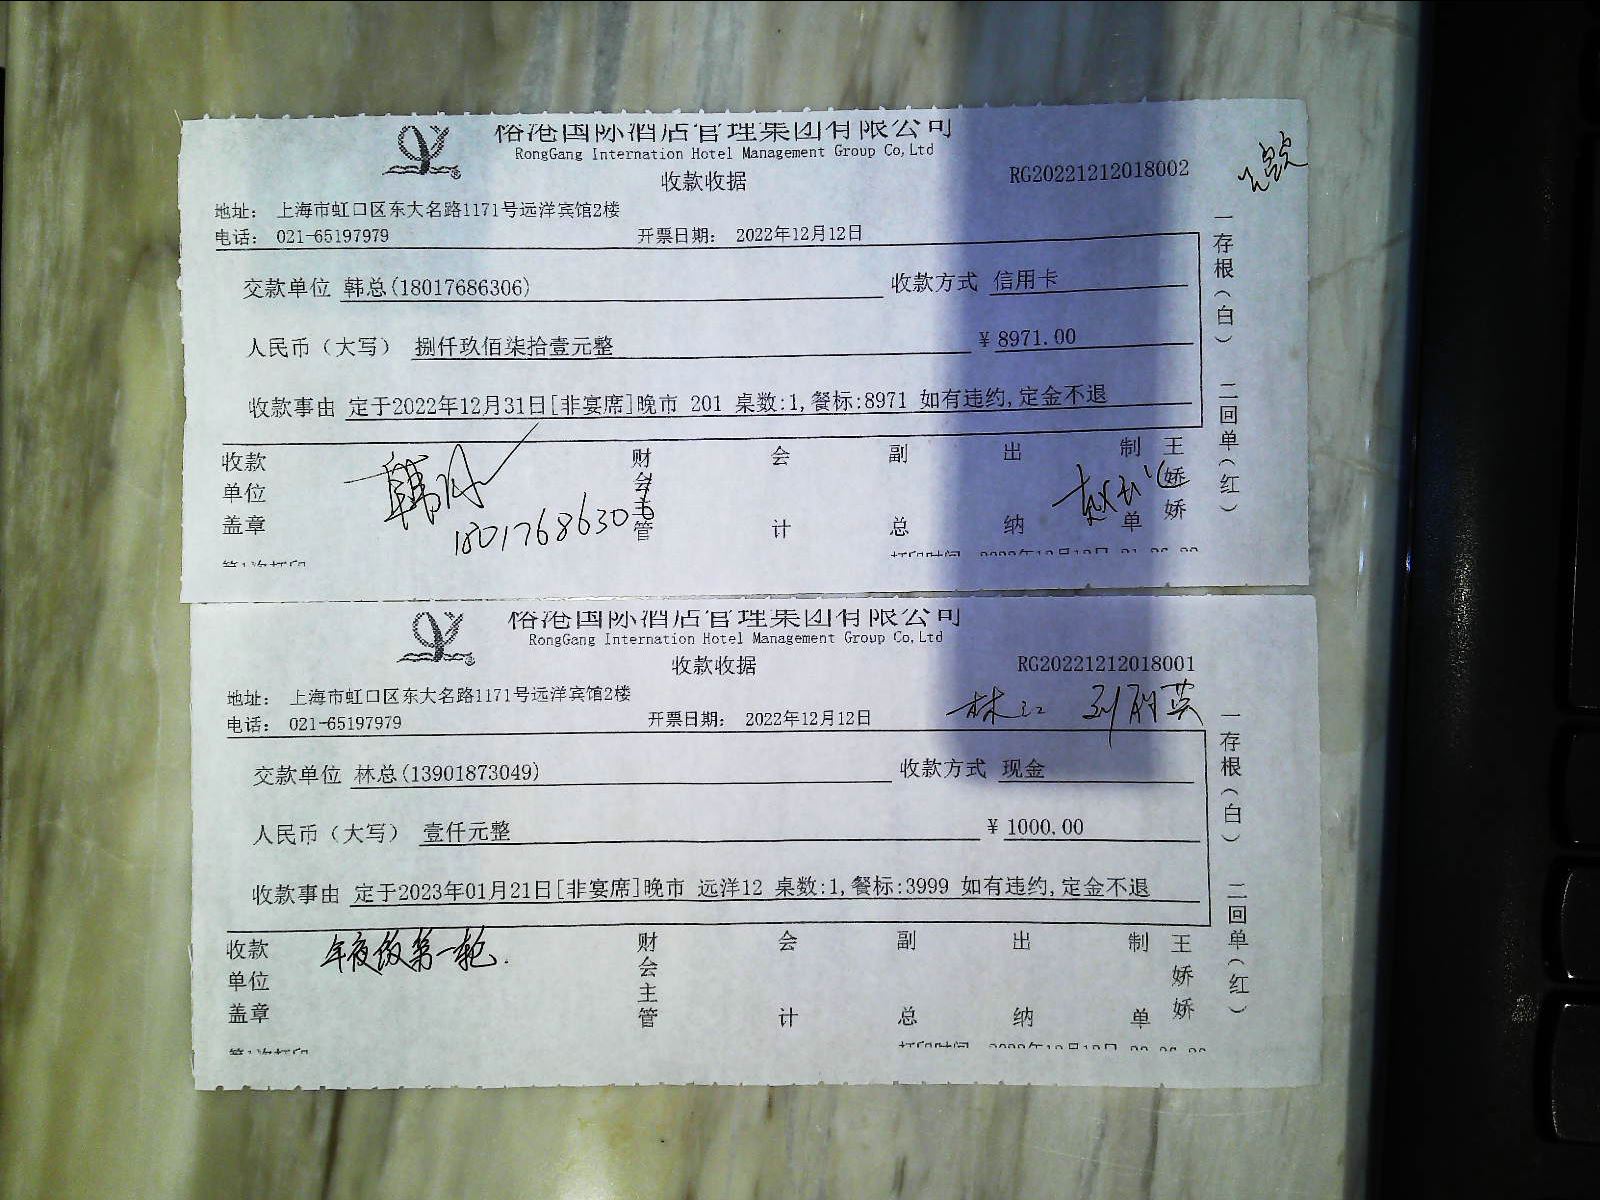 榕港国际酒店管理集团有限公司
RongGang Internation Hotel Management Group Co,Ltd
收款收据
RG20221212018002
地址： 上海市虹口区东大名路1171号远洋宾馆2楼
电话： 021-65197979 开票日期： 2022年12月12日
交款单位 韩总(18017686306) 收款方式 信用卡
人民币（大写） 捌仟玖佰柒拾壹元整 ¥ 8971.00
收款事由 定于2022年12月31日[非宴席]晚市 201 桌数:1,餐标:8971 如有违约,定金不退
收款单位盖章 财会主管 会计 副总 出纳 制单 王娇娇
18017686306
第1次打印
一存根（白） 二回单（红）
榕港国际酒店管理集团有限公司
RongGang Internation Hotel Management Group Co,Ltd
收款收据
RG20221212018001
地址： 上海市虹口区东大名路1171号远洋宾馆2楼
林江
电话： 021-65197979 开票日期： 2022年12月12日
交款单位 林总(13901873049) 收款方式 现金
人民币（大写） 壹仟元整 ¥ 1000.00
收款事由 定于2023年01月21日[非宴席]晚市 远洋12 桌数:1,餐标:3999 如有违约,定金不退
年夜饭第一轮.
收款单位盖章 财会主管 会计 副总 出纳 制单 王娇娇
第1次打印
一存根（白） 二回单（红）